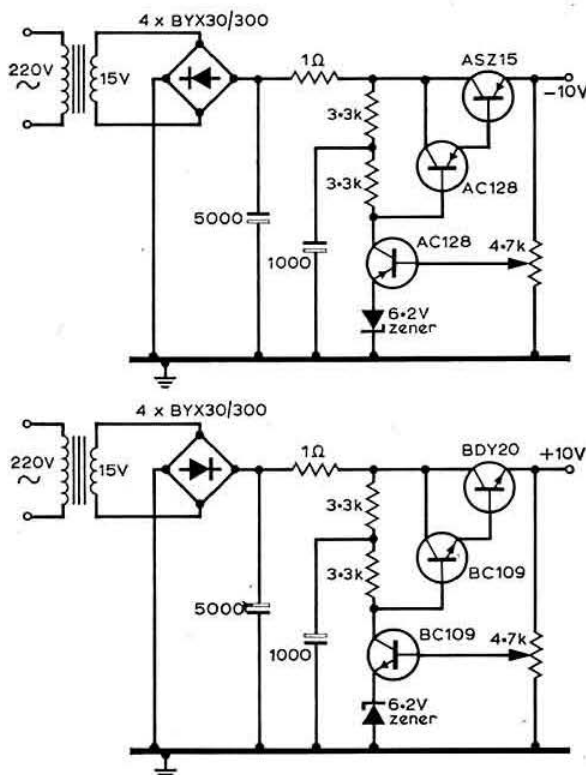 4 x BYX30/300
220V
~
15V
1Ω
ASZ15
-10V
3·3k
3·3k
AC128
5000
1000
AC128
4·7k
6·2V
zener
4 x BYX30/300
220V
~
15V
1Ω
BDY20
+10V
3·3k
3·3k
BC109
5000
1000
BC109
4·7k
6·2V
zener